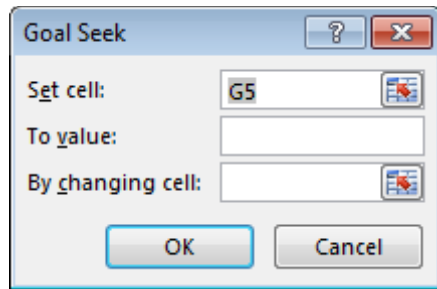 Goal Seek
Set cell: G5
To value:
By changing cell:
OK Cancel